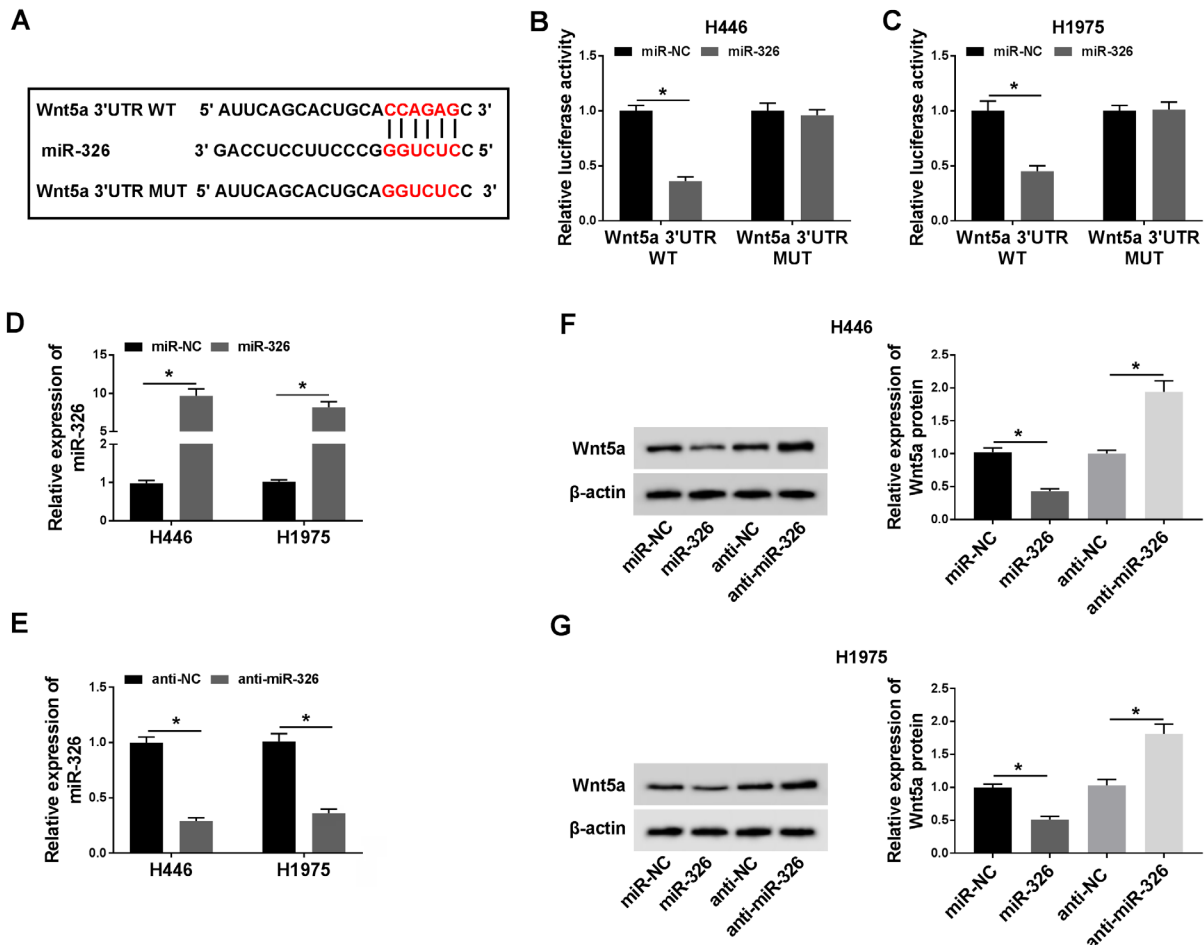 A
Wnt5a 3'UTR WT 5' AUUCAGCACUGCACCAGAGC 3'
miR-326 3' GACCUCCUUCCCGGGUCUCC 5'
Wnt5a 3'UTR MUT 5' AUUCAGCACUGCAGGUCUCC 3'
B
H446
miR-NC miR-326
Relative luciferase activity
1.5
1.0
0.5
0.0
*
Wnt5a 3'UTR WT
Wnt5a 3'UTR MUT
C
H1975
miR-NC miR-326
Relative luciferase activity
1.5
1.0
0.5
0.0
*
Wnt5a 3'UTR WT
Wnt5a 3'UTR MUT
D
miR-NC miR-326
Relative expression of
miR-326
15
10
5
2
1
0
*
*
H446 H1975
E
anti-NC anti-miR-326
Relative expression of
miR-326
1.5
1.0
0.5
0.0
*
*
H446 H1975
F
H446
Wnt5a
β-actin
miR-NC
miR-326
anti-NC
anti-miR-326
Relative expression of
Wnt5a protein
2.5
2.0
1.5
1.0
0.5
0.0
*
*
miR-NC
miR-326
anti-NC
anti-miR-326
G
H1975
Wnt5a
β-actin
miR-NC
miR-326
anti-NC
anti-miR-326
Relative expression of
Wnt5a protein
2.5
2.0
1.5
1.0
0.5
0.0
*
*
miR-NC
miR-326
anti-NC
anti-miR-326